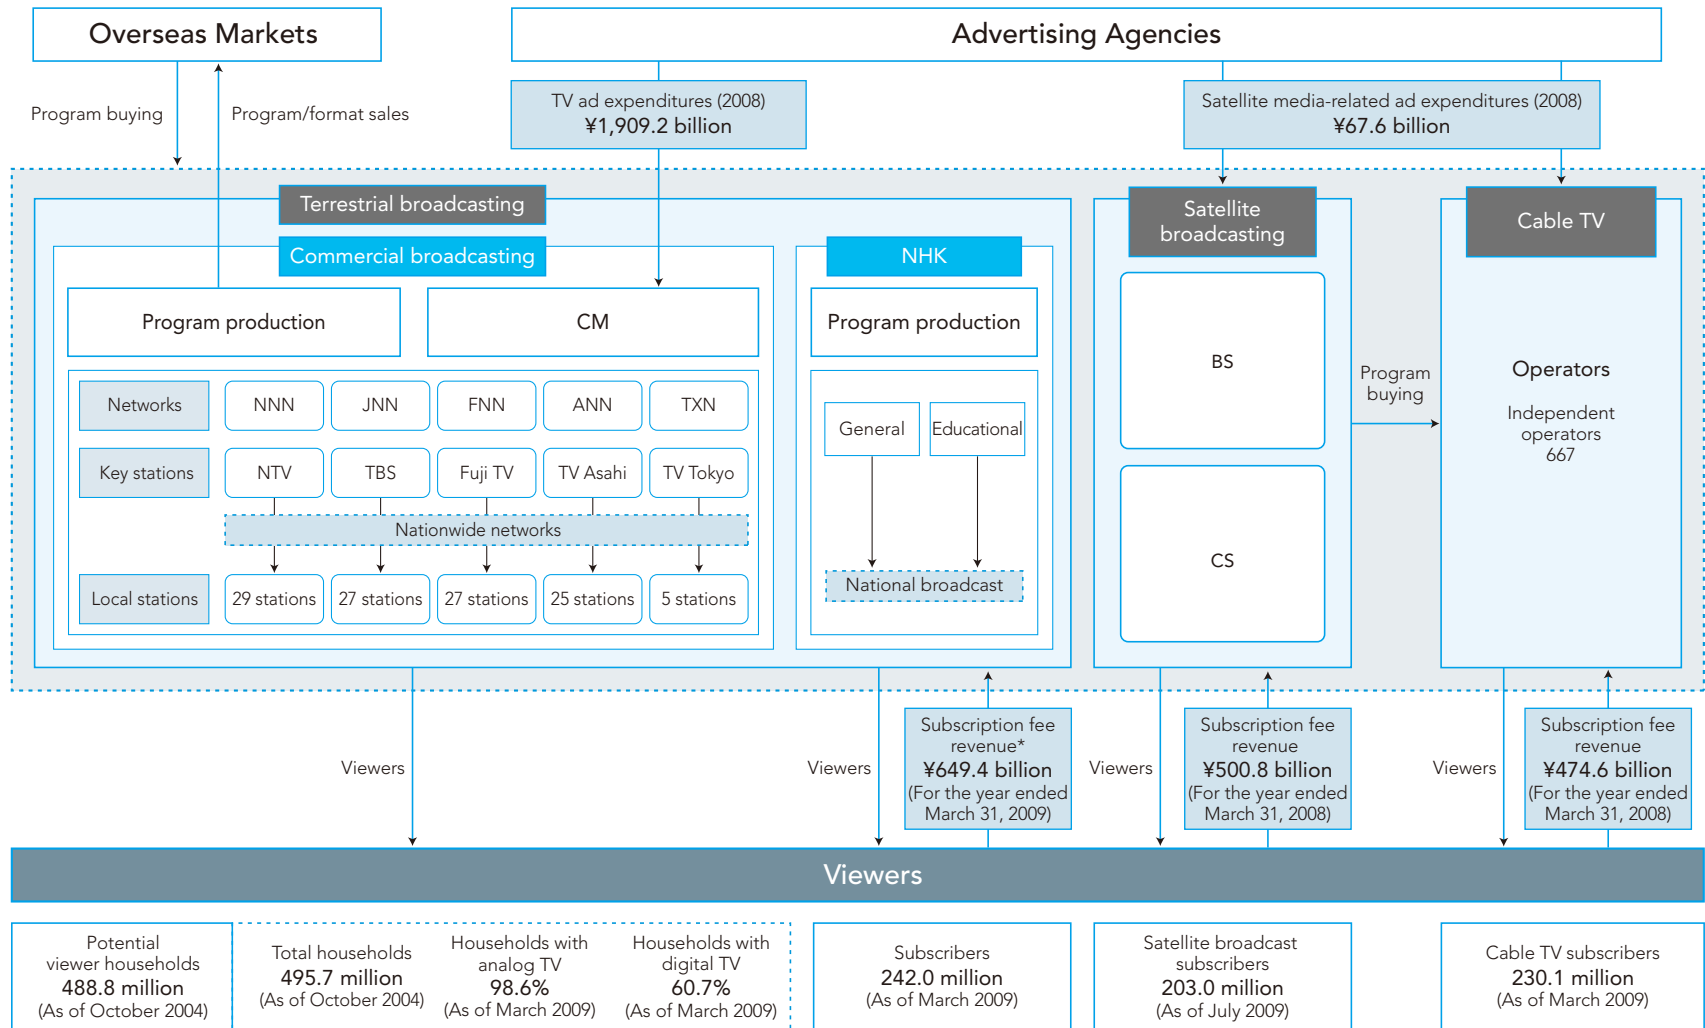 Overseas Markets
Advertising Agencies
Program buying
Program/format sales
TV ad expenditures (2008)
¥1,909.2 billion
Satellite media-related ad expenditures (2008)
¥67.6 billion
Terrestrial broadcasting
Commercial broadcasting
NHK
Satellite
broadcasting
Cable TV
Program production
CM
Program production
BS
CS
Program
buying
Operators
Independent
operators
667
Networks
NNN
JNN
FNN
ANN
TXN
Key stations
NTV
TBS
Fuji TV
TV Asahi
TV Tokyo
Nationwide networks
Local stations
29 stations
27 stations
27 stations
25 stations
5 stations
General
Educational
National broadcast
Viewers
Viewers
Subscription fee
revenue*
¥649.4 billion
(For the year ended
March 31, 2009)
Viewers
Subscription fee
revenue
¥500.8 billion
(For the year ended
March 31, 2008)
Viewers
Subscription fee
revenue
¥474.6 billion
(For the year ended
March 31, 2008)
Viewers
Potential
viewer households
488.8 million
(As of October 2004)
Total households
495.7 million
(As of October 2004)
Households with
analog TV
98.6%
(As of March 2009)
Households with
digital TV
60.7%
(As of March 2009)
Subscribers
242.0 million
(As of March 2009)
Satellite broadcast
subscribers
203.0 million
(As of July 2009)
Cable TV subscribers
230.1 million
(As of March 2009)